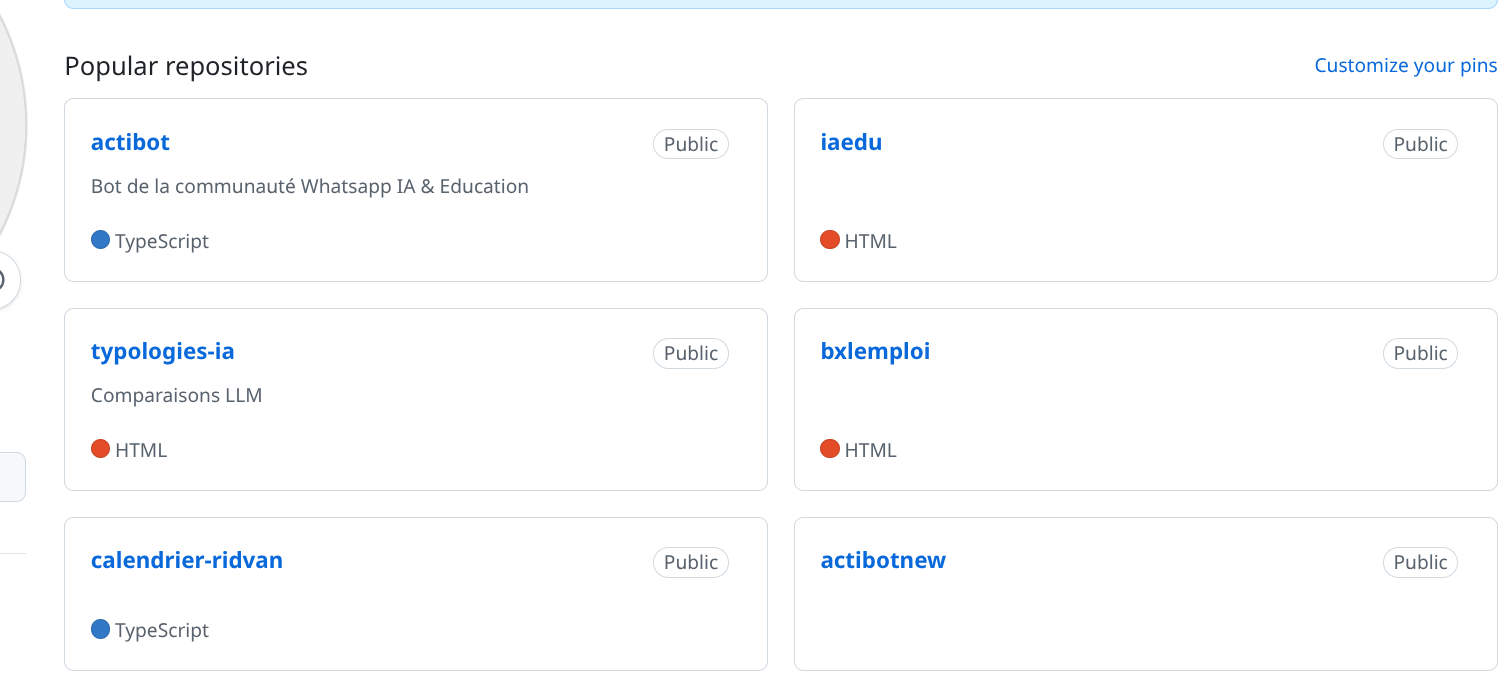 Popular repositories
Customize your pins
actibot
Public
Bot de la communauté Whatsapp IA & Education
TypeScript
iaedu
Public
HTML
typologies-ia
Public
Comparaisons LLM
HTML
bxlemploi
Public
HTML
calendrier-ridvan
Public
TypeScript
actibotnew
Public